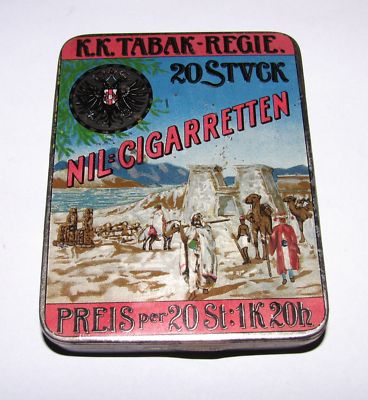 K.K. TABAK-REGIE.
20 STVCK
NIL=CIGARRETTEN
PREIS per 20 St: 1K 20h